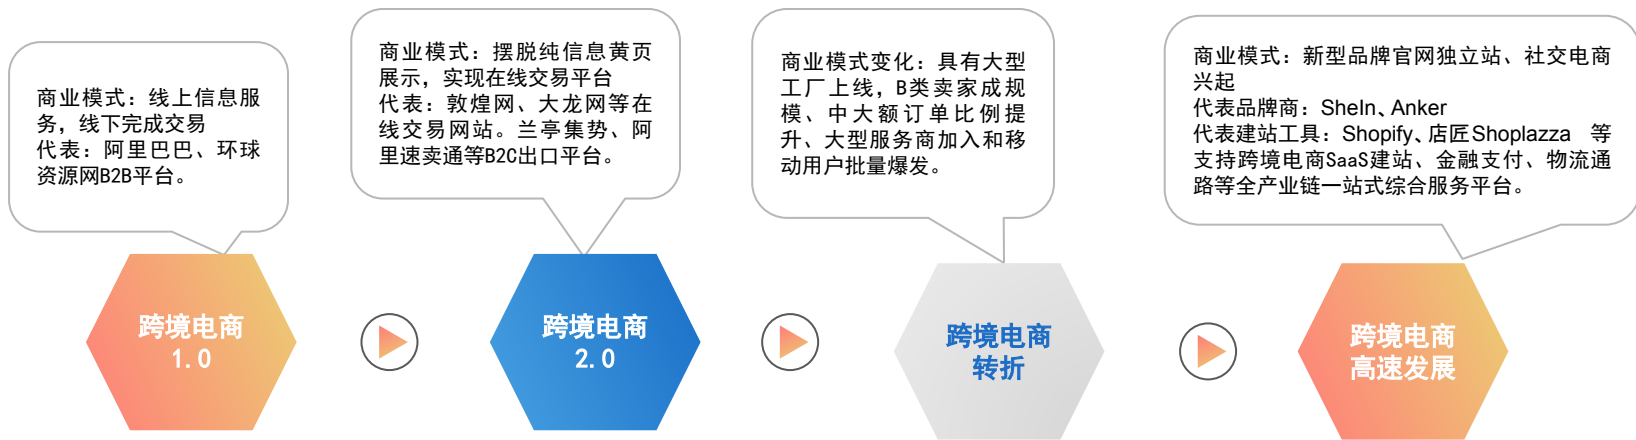 商业模式：线上信息服
务，线下完成交易
代表：阿里巴巴、环球
资源网B2B平台。
跨境电商
1.0
商业模式：摆脱纯信息黄页
展示，实现在线交易平台
代表：敦煌网、大龙网等在
线交易网站。兰亭集势、阿
里速卖通等B2C出口平台。
跨境电商
2.0
商业模式变化：具有大型
工厂上线，B类卖家成规
模、中大额订单比例提
升、大型服务商加入和移
动用户批量爆发。
跨境电商
转折
商业模式：新型品牌官网独立站、社交电商
兴起
代表品牌商：SheIn、Anker
代表建站工具：Shopify、店匠Shoplazza 等
支持跨境电商SaaS建站、金融支付、物流通
路等全产业链一站式综合服务平台。
跨境电商
高速发展